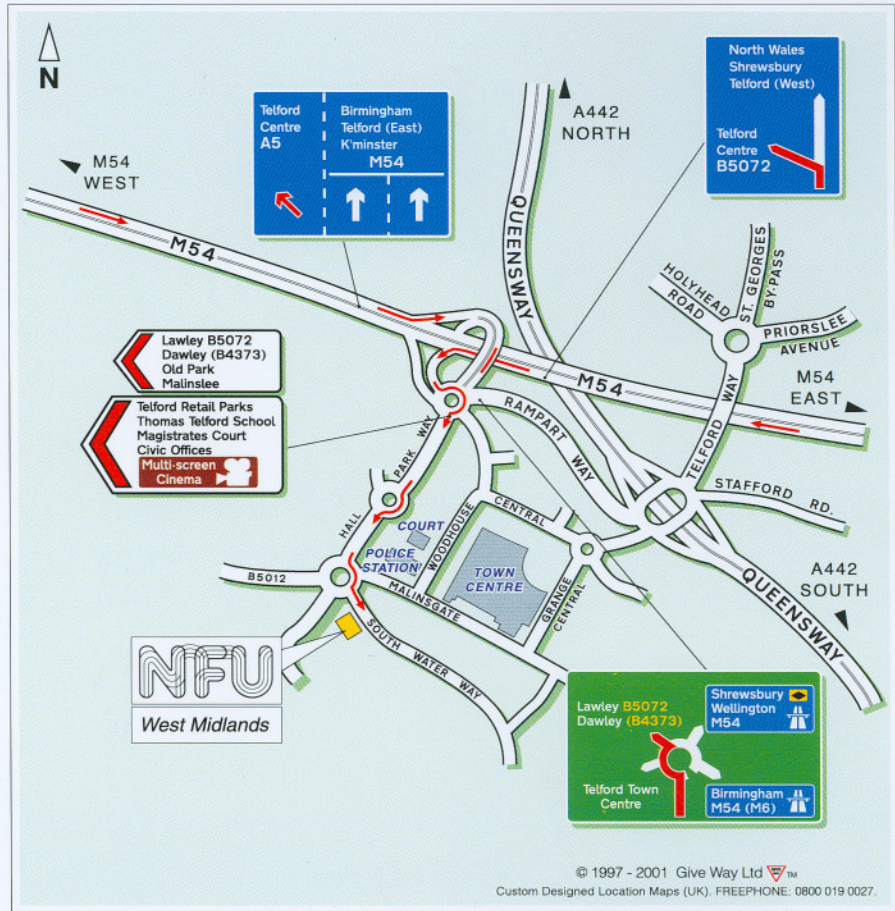 N
M54
WEST
Telford
Centre
A5
Birmingham
Telford (East)
K'minster
M54
A442
NORTH
North Wales
Shrewsbury
Telford (West)
Telford
Centre
B5072
M54
QUEENSWAY
HOLYHEAD
ROAD
ST. GEORGES
BY-PASS
PRIORSLEE
AVENUE
Lawley B5072
Dawley (B4373)
Old Park
Malinslee
Telford Retail Parks
Thomas Telford School
Magistrates Court
Civic Offices
Multi-screen
Cinema
M54
M54
EAST
TELFORD WAY
RAMPART WAY
STAFFORD RD.
HALL PARK WAY
COURT
POLICE
STATION
WOODHOUSE
CENTRAL
TOWN
CENTRE
GRANGE
CENTRAL
B5012
MALINSGATE
QUEENSWAY
A442
SOUTH
SOUTH WATER WAY
NFU
West Midlands
Lawley B5072
Dawley (B4373)
Telford Town
Centre
Shrewsbury
Wellington
M54
Birmingham
M54 (M6)
© 1997 - 2001 Give Way Ltd TM
Custom Designed Location Maps (UK). FREEPHONE: 0800 019 0027.